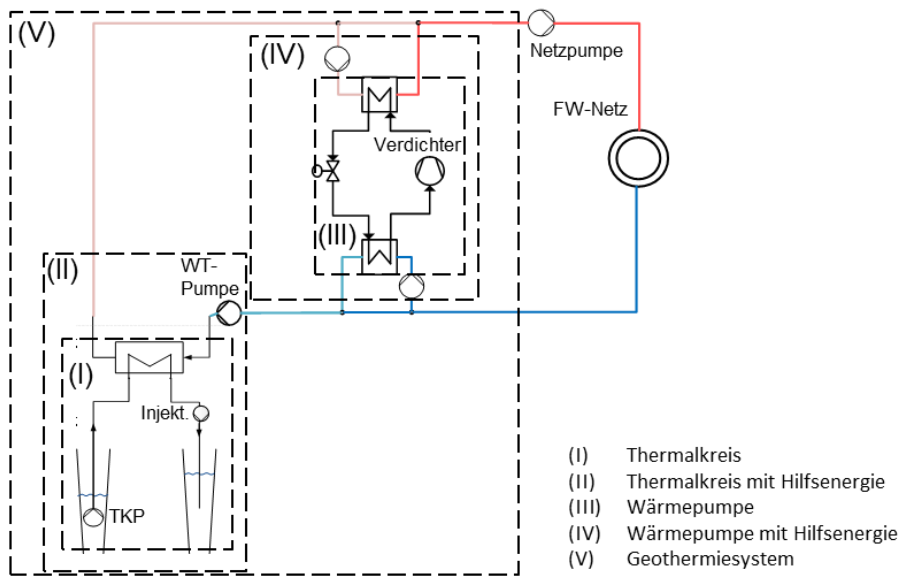 (V)
(IV)
Netzpumpe
FW-Netz
Verdichter
(III)
(II)
WT-
Pumpe
(I)
Injekt.
TKP
(I) Thermalkreis
(II) Thermalkreis mit Hilfsenergie
(III) Wärmepumpe
(IV) Wärmepumpe mit Hilfsenergie
(V) Geothermiesystem